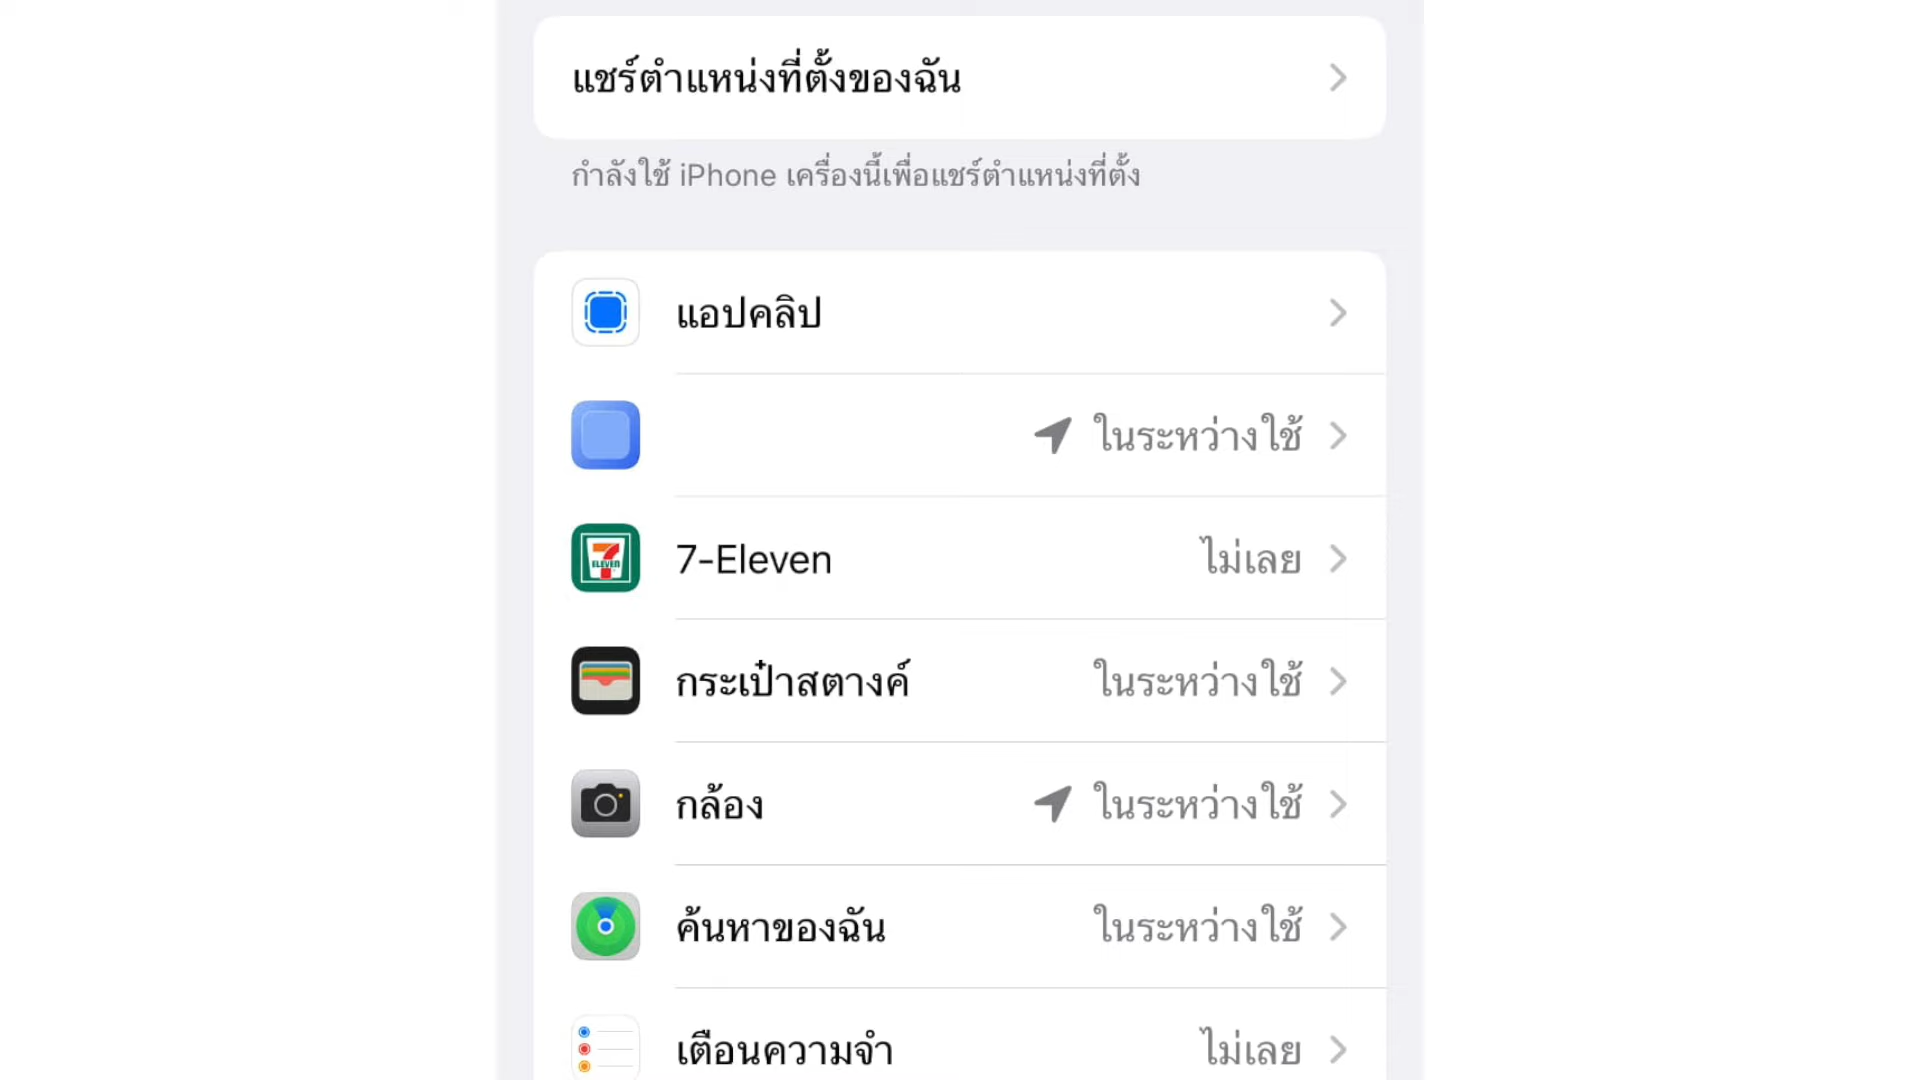 แชร์ตำแหน่งที่ตั้งของฉัน
กำลังใช้ iPhone เครื่องนี้เพื่อแชร์ตำแหน่งที่ตั้ง
แอปคลิป
ในระหว่างใช้
7-Eleven ไม่เลย
กระเป๋าสตางค์ ในระหว่างใช้
กล้อง ในระหว่างใช้
ค้นหาของฉัน ในระหว่างใช้
เตือนความจำ ไม่เลย